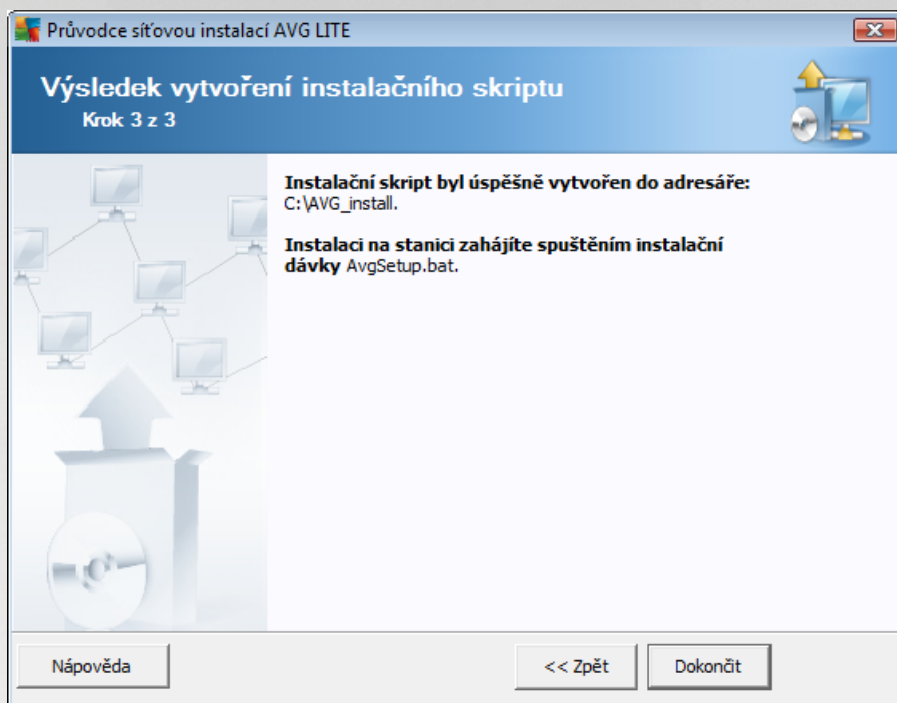 Průvodce síťovou instalací AVG LITE
Výsledek vytvoření instalačního skriptu
Krok 3 z 3
Instalační skript byl úspěšně vytvořen do adresáře:
C:\AVG_install.
Instalaci na stanici zahájíte spuštěním instalační
dávky AvgSetup.bat.
Nápověda
<< Zpět
Dokončit